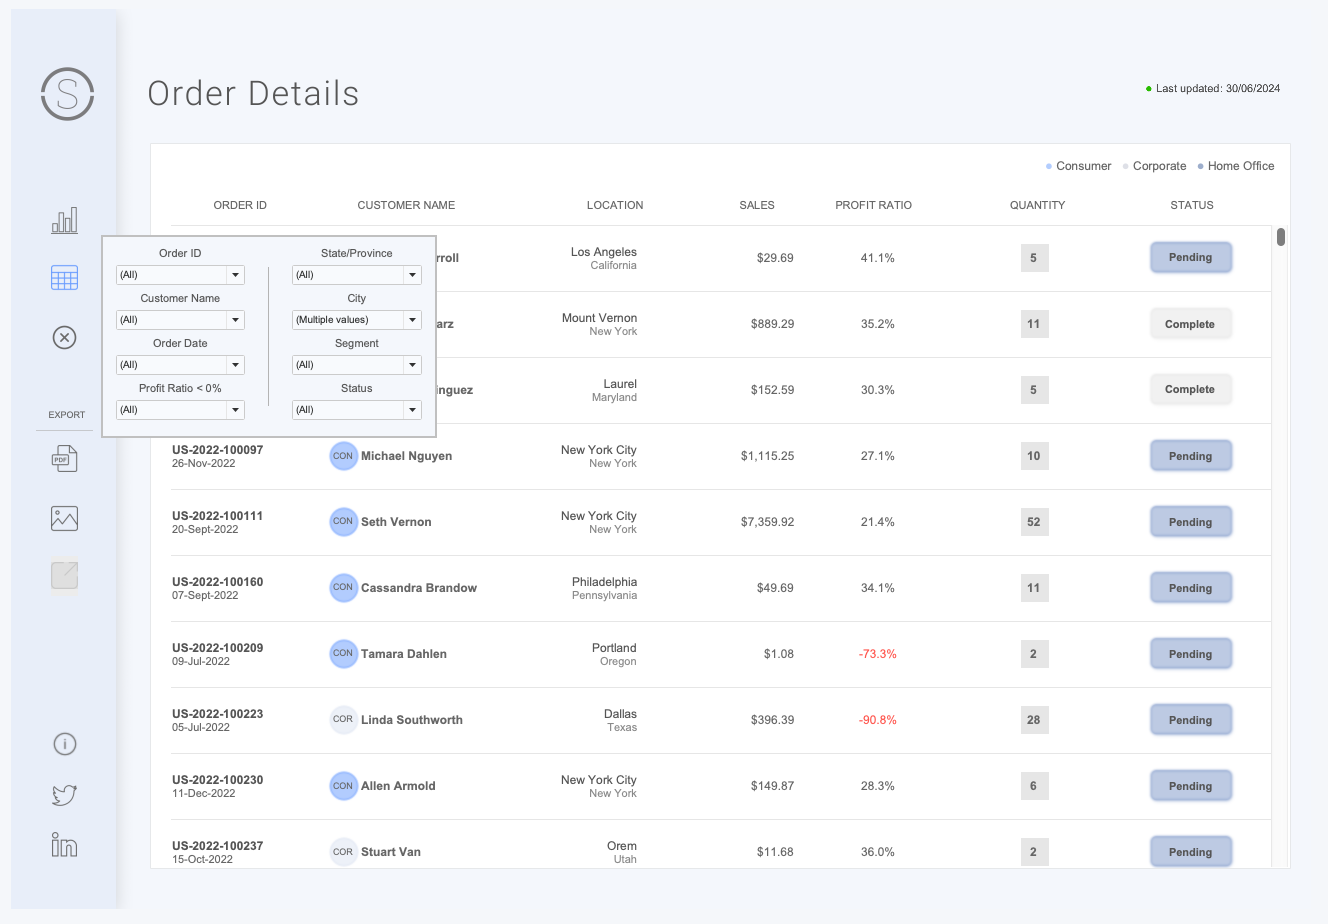 S
Order Details
Last updated: 30/06/2024
Consumer Corporate Home Office
ORDER ID CUSTOMER NAME LOCATION SALES PROFIT RATIO QUANTITY STATUS
Order ID State/Province
(All) (All)
Customer Name City
(All) (Multiple values)
Order Date Segment
(All) (All)
Profit Ratio < 0% Status
(All) (All)
EXPORT
PDF
Los Angeles $29.69 41.1% 5 Pending
California
Mount Vernon $889.29 35.2% 11 Complete
New York
Laurel $152.59 30.3% 5 Complete
Maryland
US-2022-100097 CON Michael Nguyen New York City $1,115.25 27.1% 10 Pending
26-Nov-2022 New York
US-2022-100111 CON Seth Vernon New York City $7,359.92 21.4% 52 Pending
20-Sept-2022 New York
US-2022-100160 CON Cassandra Brandow Philadelphia $49.69 34.1% 11 Pending
07-Sept-2022 Pennsylvania
US-2022-100209 CON Tamara Dahlen Portland $1.08 -73.3% 2 Pending
09-Jul-2022 Oregon
US-2022-100223 COR Linda Southworth Dallas $396.39 -90.8% 28 Pending
05-Jul-2022 Texas
US-2022-100230 CON Allen Armold New York City $149.87 28.3% 6 Pending
11-Dec-2022 New York
US-2022-100237 COR Stuart Van Orem $11.68 36.0% 2 Pending
15-Oct-2022 Utah
in